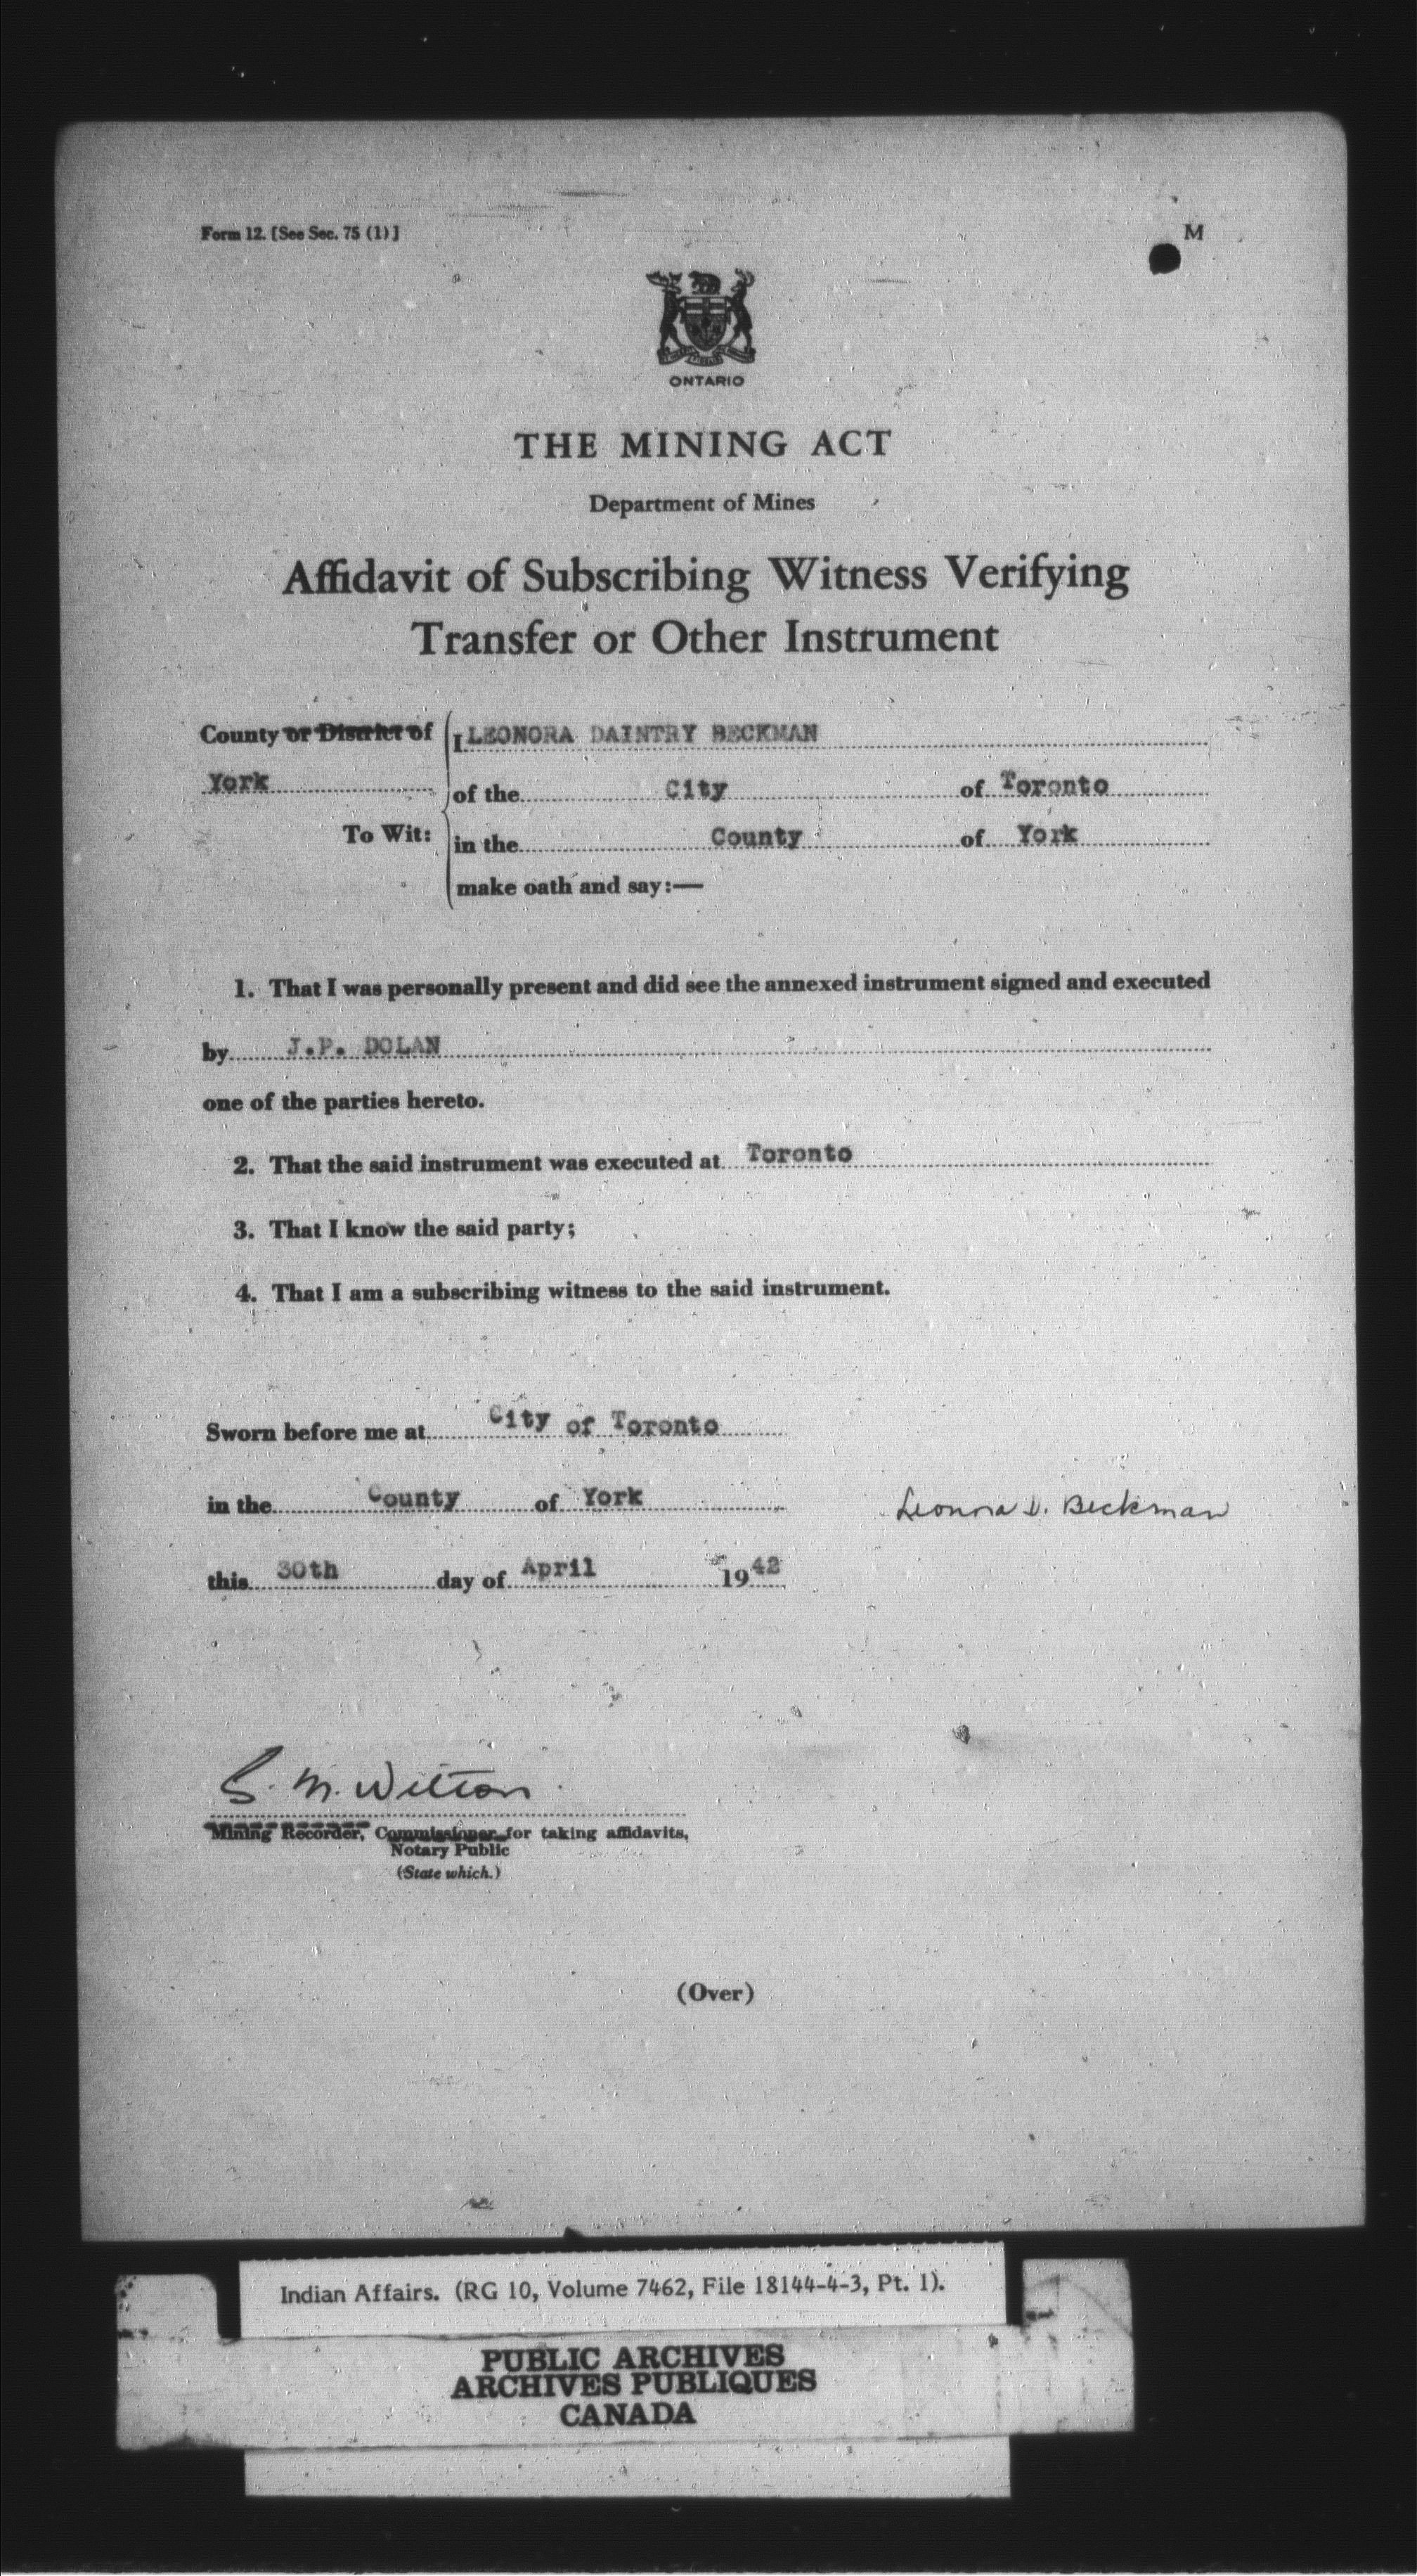 Form 12. [See Sec. 75 (1)]
M
ONTARIO
THE MINING ACT
Department of Mines
Affidavit of Subscribing Witness Verifying
Transfer or Other Instrument
County or District of
York
To Wit:
I LEONORA DAINTRY BECKMAN
of the City of Toronto
in the County of York
make oath and say:—
1. That I was personally present and did see the annexed instrument signed and executed
by J.P. DOLAN
one of the parties hereto.
2. That the said instrument was executed at Toronto
3. That I know the said party;
4. That I am a subscribing witness to the said instrument.
Sworn before me at City of Toronto
in the County of York
Leonora D. Beckman
this 30th day of April 1942
S. M. Wilton
Mining Recorder, Commissioner for taking affidavits,
Notary Public
(State which.)
(Over)
Indian Affairs. (RG 10, Volume 7462, File 18144-4-3, Pt. 1).
PUBLIC ARCHIVES
ARCHIVES PUBLIQUES
CANADA